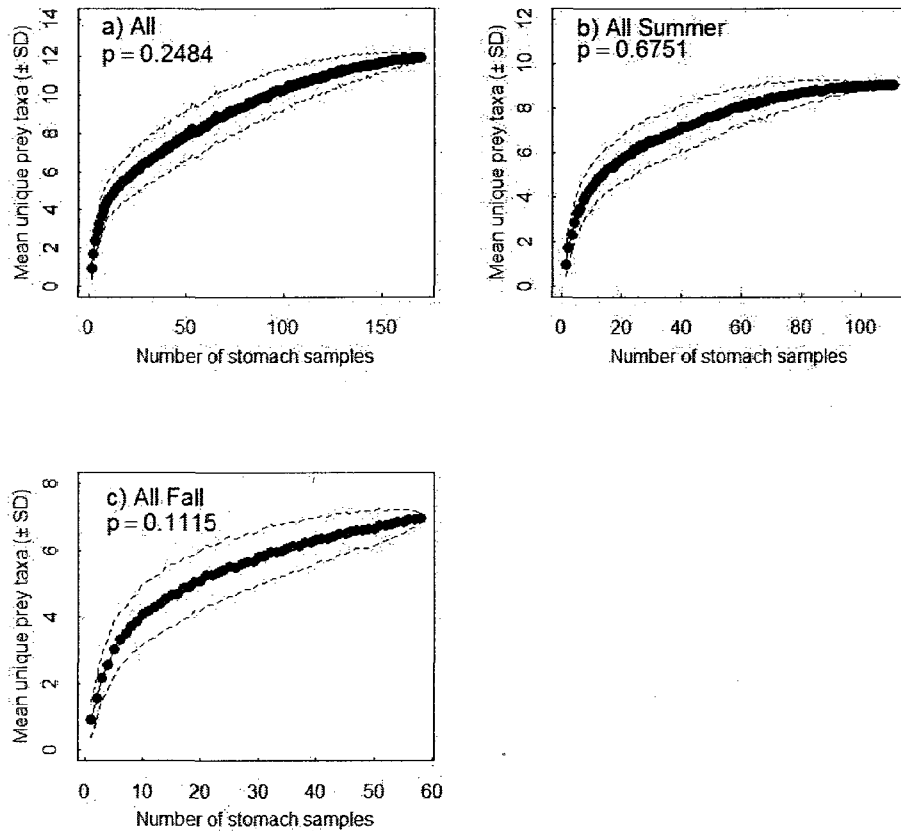 a) All
p = 0.2484
Mean unique prey taxa (± SD)
0 2 4 6 8 10 12 14
0 50 100 150
Number of stomach samples
b) All Summer
p = 0.6751
Mean unique prey taxa (± SD)
0 2 4 6 8 10 12
0 20 40 60 80 100
Number of stomach samples
c) All Fall
p = 0.1115
Mean unique prey taxa (± SD)
0 2 4 6 8
0 10 20 30 40 50 60
Number of stomach samples